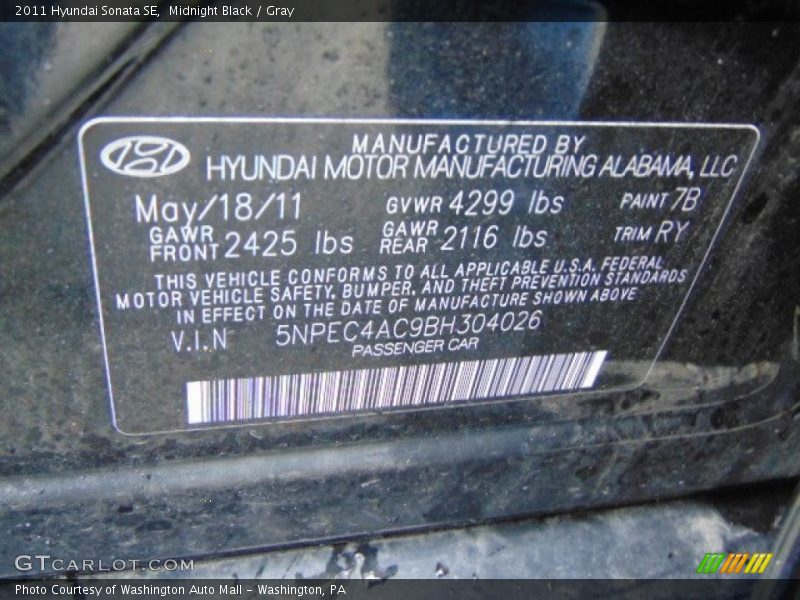 2011 Hyundai Sonata SE, Midnight Black / Gray
MANUFACTURED BY
HYUNDAI MOTOR MANUFACTURING ALABAMA, LLC
May/18/11 GVWR 4299 lbs PAINT 7B
GAWR FRONT 2425 lbs GAWR REAR 2116 lbs TRIM RY
THIS VEHICLE CONFORMS TO ALL APPLICABLE U.S.A. FEDERAL
MOTOR VEHICLE SAFETY, BUMPER, AND THEFT PREVENTION STANDARDS
IN EFFECT ON THE DATE OF MANUFACTURE SHOWN ABOVE
V.I.N 5NPEC4AC9BH304026
PASSENGER CAR
GTCARLOT.COM
Photo Courtesy of Washington Auto Mall - Washington, PA